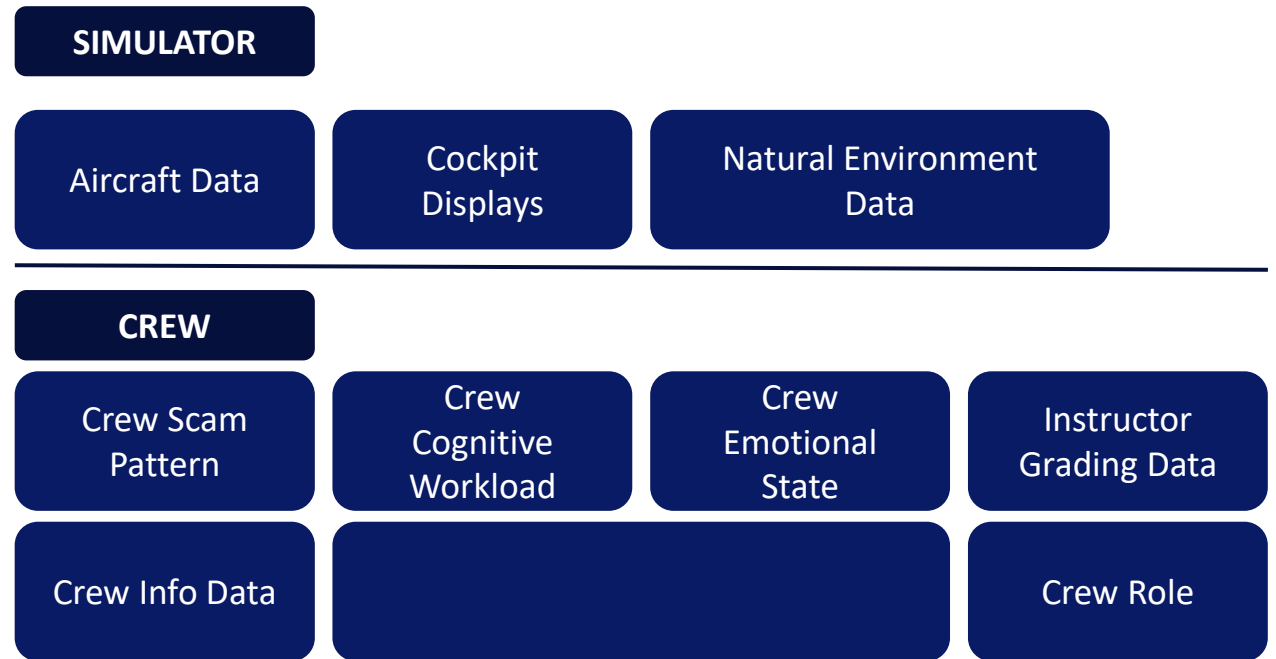 SIMULATOR
Aircraft Data
Cockpit
Displays
Natural Environment
Data
CREW
Crew Scam
Pattern
Crew
Cognitive
Workload
Crew
Emotional
State
Instructor
Grading Data
Crew Info Data
Crew Role